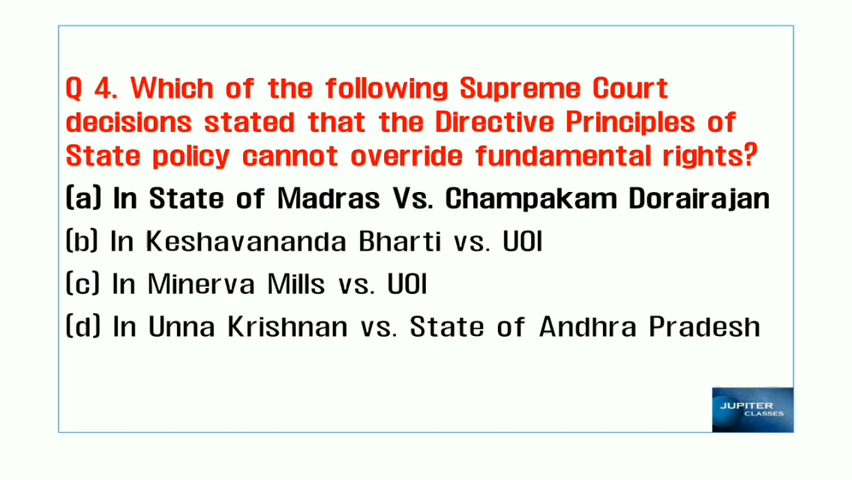 Q 4. Which of the following Supreme Court
decisions stated that the Directive Principles of
State policy cannot override fundamental rights?
(a) In State of Madras Vs. Champakam Dorairajan
(b) In Keshavananda Bharti vs. UOI
(c) In Minerva Mills vs. UOI
(d) In Unna Krishnan vs. State of Andhra Pradesh
JUPITER
CLASSES